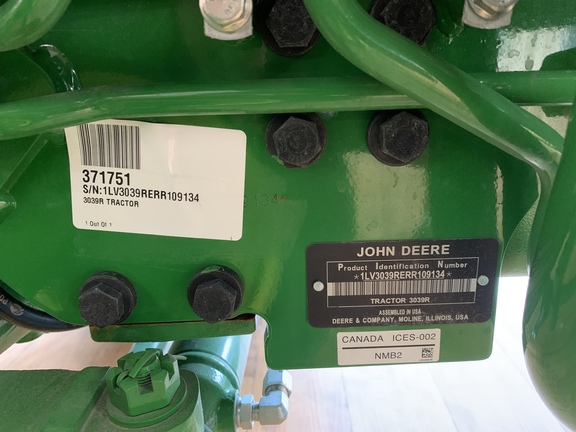 371751
S/N:1LV3039RERR109134
3039R TRACTOR
1 Out Of 1
JOHN DEERE
Product Identification Number
*1LV3039RERR109134*
TRACTOR 3039R
ASSEMBLED IN USA
DEERE & COMPANY, MOLINE, ILLINOIS, USA
CANADA ICES-002
NMB2